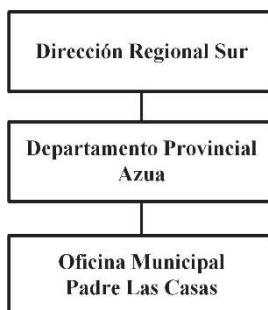 Dirección Regional Sur
Departamento Provincial
Azua
Oficina Municipal
Padre Las Casas